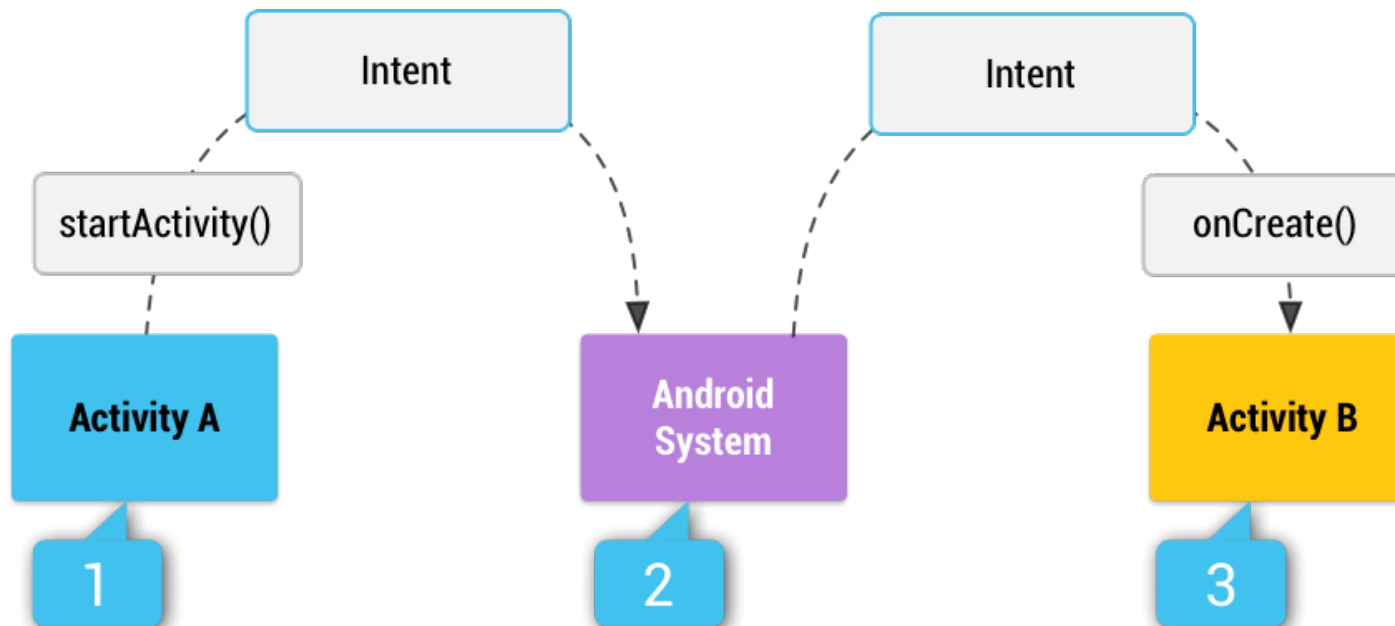 Intent
Intent
startActivity()
onCreate()
Activity A
Android
System
Activity B
1
2
3